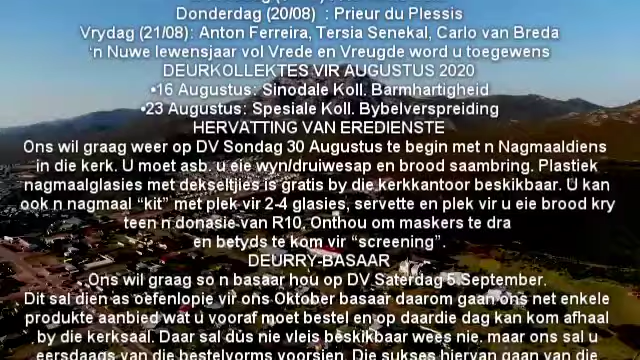 Donderdag (20/08) : Prieur du Plessis
Vrydag (21/08): Anton Ferreira, Tersia Senekal, Carlo van Breda
'n Nuwe lewensjaar vol Vrede en Vreugde word u toegewens
DEURKOLLEKTES VIR AUGUSTUS 2020
•16 Augustus: Sinodale Koll. Barmhartigheid
•23 Augustus: Spesiale Koll. Bybelverspreiding
HERVATTING VAN EREDIENSTE
Ons wil graag weer op DV Sondag 30 Augustus te begin met n Nagmaaldiens
in die kerk. U moet asb. u eie wyn/druiwesap en brood saambring. Plastiek
nagmaalglasies met dekseltjies is gratis by die kerkkantoor beskikbaar. U kan
ook n nagmaal “kit” met plek vir 2-4 glasies, servette en plek vir u eie brood kry
teen n donasie van R10. Onthou om maskers te dra
en betyds te kom vir “screening”.
DEURRY-BASAAR
Ons wil graag so n basaar hou op DV Saterdag 5 September.
Dit sal dien as oefenlopie vir ons Oktober basaar daarom gaan ons net enkele
produkte aanbied wat u vooraf moet bestel en op daardie dag kan kom afhaal
by die kerksaal. Daar sal dus nie vleis beskikbaar wees nie, maar ons sal u
eersdaags van die bestelvorms voorsien. Die sukses hiervan gaan van die